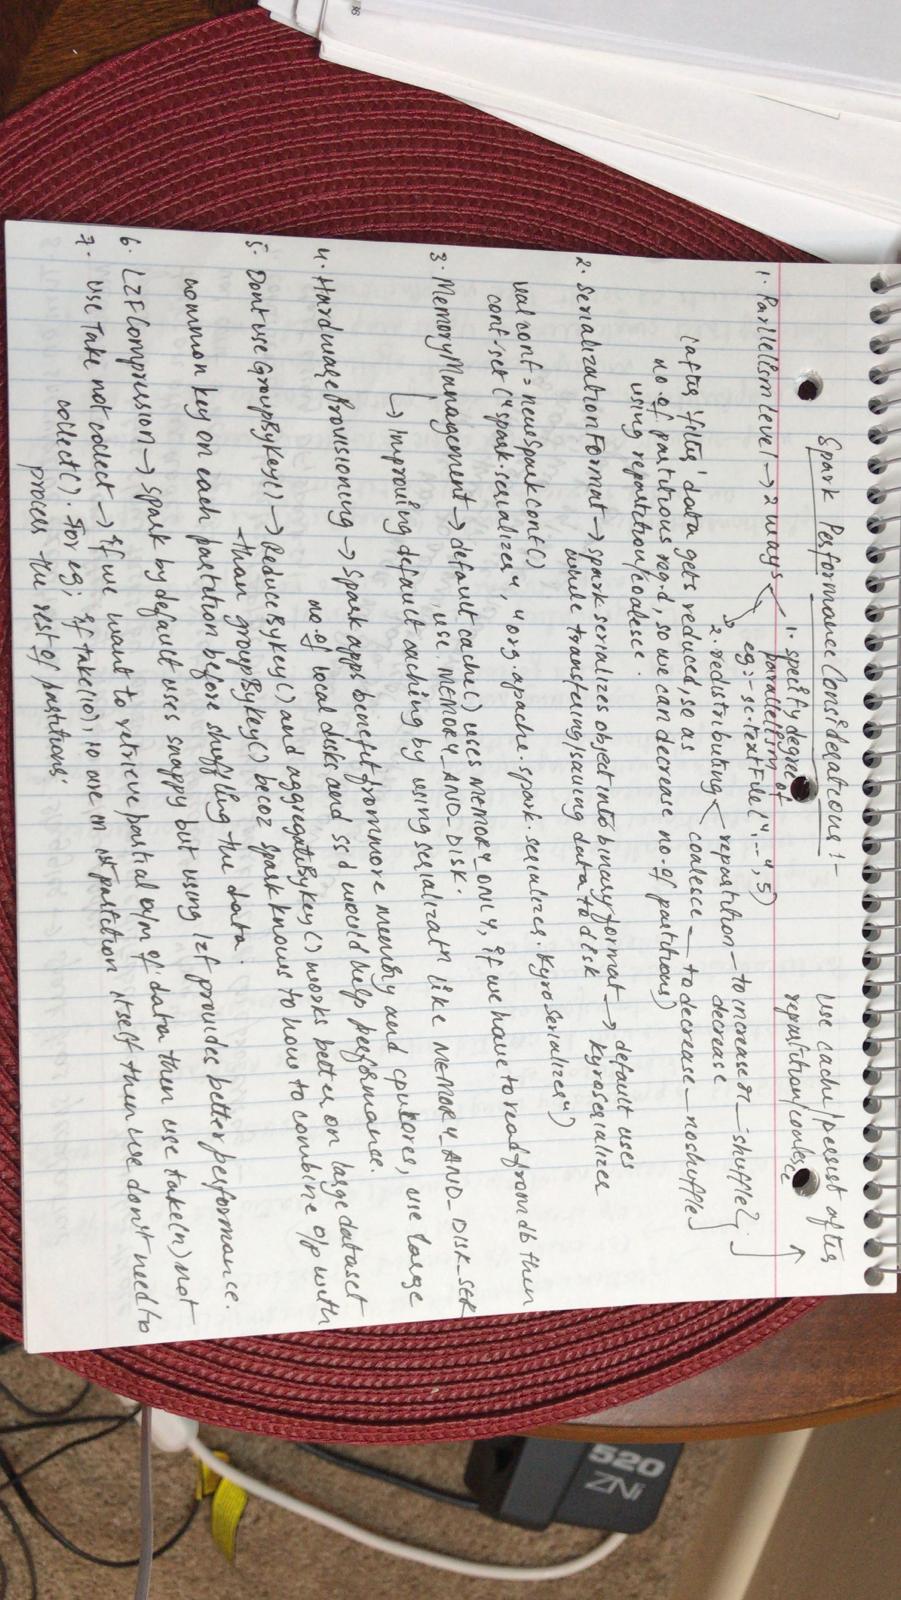 Spark Performance Considerations :-
Use cache/persist after
repartition/coalesce
1. Parllelism level → 2 ways
1. specify degree of
parallelism
eg:- sc.textFile("...", 5)
2. redistributing
repartition — to increase or — shuffle
decrease
coalesce — to decrease — no shuffle
(after 'filter' data gets reduced, so as
no. of partitions reqd, so we can decrease no. of partitions)
using repartition/coalesce.
2. Serialization Format → spark serializes object into binary format → default uses
while transfering/saving data to disk
kyroserializer
val conf = new SparkConf()
conf.set("spark.serializer", "org.apache.spark.serializer.KyroSerializer")
3. Memory Management → default cache() uses MEMORY_ONLY, if we have to read from db then
, use MEMORY_AND_DISK.
↳ Improving default caching by using serializatn like MEMORY_AND_DISK_SER
4. Hardware Provisioning → Spark apps benefit from more memory and cpu cores, use large
no. of local disks and ssd would help performance.
5. Dont use GroupByKey() → ReduceByKey() and aggregateByKey() works better on large dataset
than groupByKey() becoz spark knows to how to combine o/p with
common key on each partition before shuffling the data.
6. LZF Compression → Spark by default uses snappy but using lzf provides better performance.
7. use Take not collect → if we want to retrieve partial o/m of data then use take(n) not
collect(). For eg; if take(10), 10 are in 1st partition itself then we don't need to
process the rest of partitions.
520
ZNi